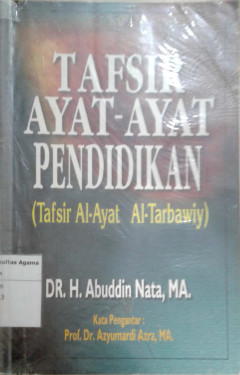 TAFSIR
AYAT-AYAT
PENDIDIKAN
(Tafsir Al-Ayat Al-Tarbawiy)
Agama
DR. H. Abuddin Nata, MA.
Kata Pengantar :
Prof. Dr. Azyumardi Azra, MA.